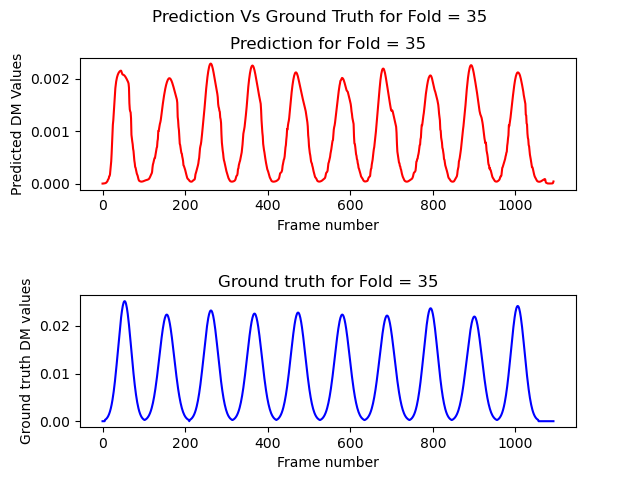 Prediction Vs Ground Truth for Fold = 35
Prediction for Fold = 35
Predicted DM Values
0.002
0.001
0.000
0 200 400 600 800 1000
Frame number
Ground truth for Fold = 35
Ground truth DM values
0.02
0.01
0.00
0 200 400 600 800 1000
Frame number